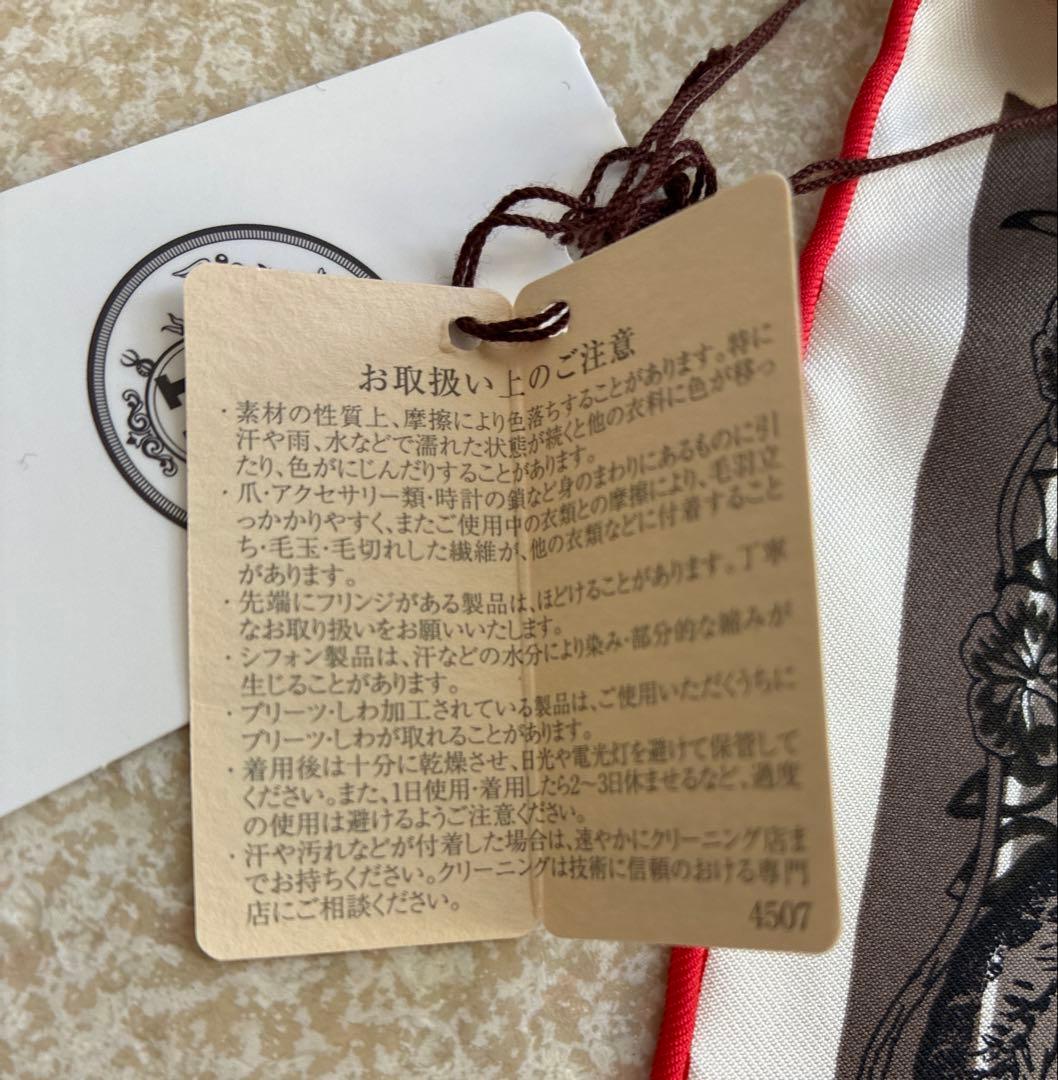 お取扱い上のご注意
・素材の性質上、摩擦により色落ちすることがあります。特に
汗や雨、水などで濡れた状態が続くと他の衣料に色が移っ
たり、色がにじんだりすることがあります。
・爪・アクセサリー類・時計の鎖など身のまわりにあるものに引
っかかりやすく、またご使用中の衣類との摩擦により、毛羽立
ち・毛玉・毛切れした繊維が、他の衣類などに付着すること
があります。
・先端にフリンジがある製品は、ほどけることがあります。丁寧
なお取り扱いをお願いいたします。
・シフォン製品は、汗などの水分により染み・部分的な縮みが
生じることがあります。
・プリーツ・しわ加工されている製品は、ご使用いただくうちに
プリーツ・しわが取れることがあります。
・着用後は十分に乾燥させ、日光や電光灯を避けて保管して
ください。また、1日使用・着用したら2〜3日休ませるなど、過度
の使用は避けるようご注意ください。
・汗や汚れなどが付着した場合は、速やかにクリーニング店ま
でお持ちください。クリーニングは技術に信頼のおける専門
店にご相談ください。
4507